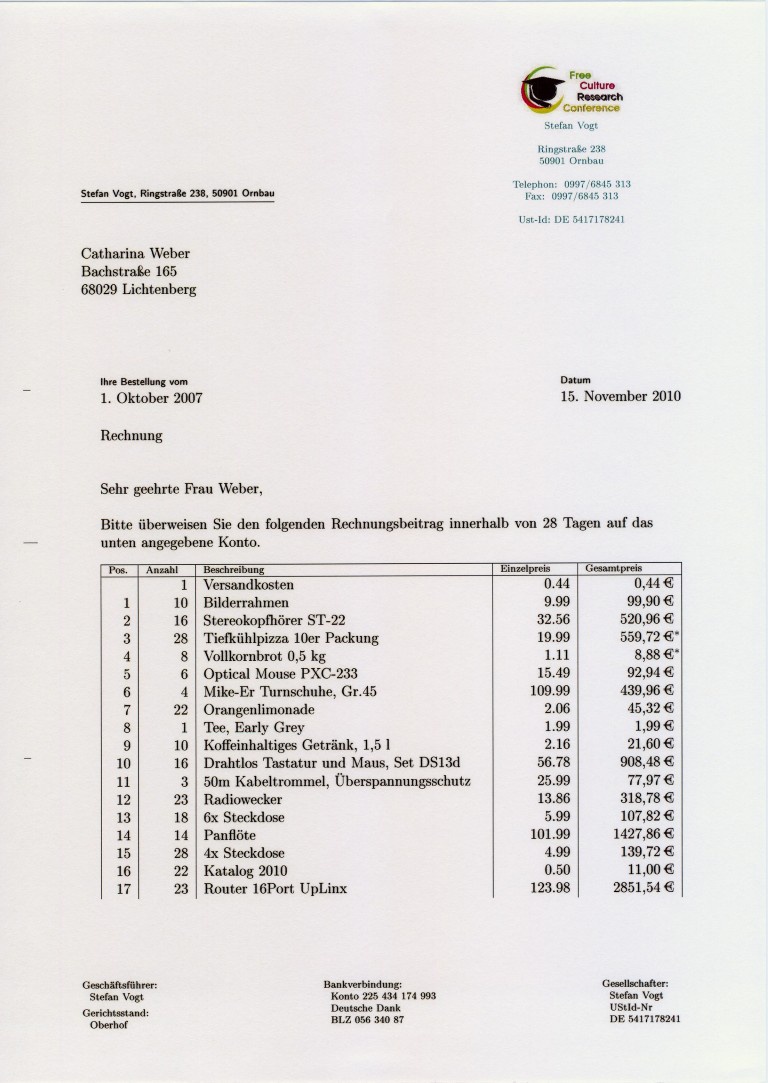 Free
Culture
Research
Conference
Stefan Vogt
Ringstraße 238
50901 Ornbau
Telephon: 0997/6845 313
Fax: 0997/6845 313
Ust-Id: DE 5417178241
Stefan Vogt, Ringstraße 238, 50901 Ornbau
Catharina Weber
Bachstraße 165
68029 Lichtenberg
Ihre Bestellung vom
1. Oktober 2007
Datum
15. November 2010
Rechnung
Sehr geehrte Frau Weber,
Bitte überweisen Sie den folgenden Rechnungsbeitrag innerhalb von 28 Tagen auf das
unten angegebene Konto.
Pos. Anzahl Beschreibung Einzelpreis Gesamtpreis
1 Versandkosten 0.44 0,44 €
1 10 Bilderrahmen 9.99 99,90 €
2 16 Stereokopfhörer ST-22 32.56 520,96 €
3 28 Tiefkühlpizza 10er Packung 19.99 559,72 €*
4 8 Vollkornbrot 0,5 kg 1.11 8,88 €*
5 6 Optical Mouse PXC-233 15.49 92,94 €
6 4 Mike-Er Turnschuhe, Gr.45 109.99 439,96 €
7 22 Orangenlimonade 2.06 45,32 €
8 1 Tee, Early Grey 1.99 1,99 €
9 10 Koffeinhaltiges Getränk, 1,5 l 2.16 21,60 €
10 16 Drahtlos Tastatur und Maus, Set DS13d 56.78 908,48 €
11 3 50m Kabeltrommel, Überspannungsschutz 25.99 77,97 €
12 23 Radiowecker 13.86 318,78 €
13 18 6x Steckdose 5.99 107,82 €
14 14 Panflöte 101.99 1427,86 €
15 28 4x Steckdose 4.99 139,72 €
16 22 Katalog 2010 0.50 11,00 €
17 23 Router 16Port UpLinx 123.98 2851,54 €
Geschäftsführer:
Stefan Vogt
Gerichtsstand:
Oberhof
Bankverbindung:
Konto 225 434 174 993
Deutsche Dank
BLZ 056 340 87
Gesellschafter:
Stefan Vogt
UStId-Nr
DE 5417178241